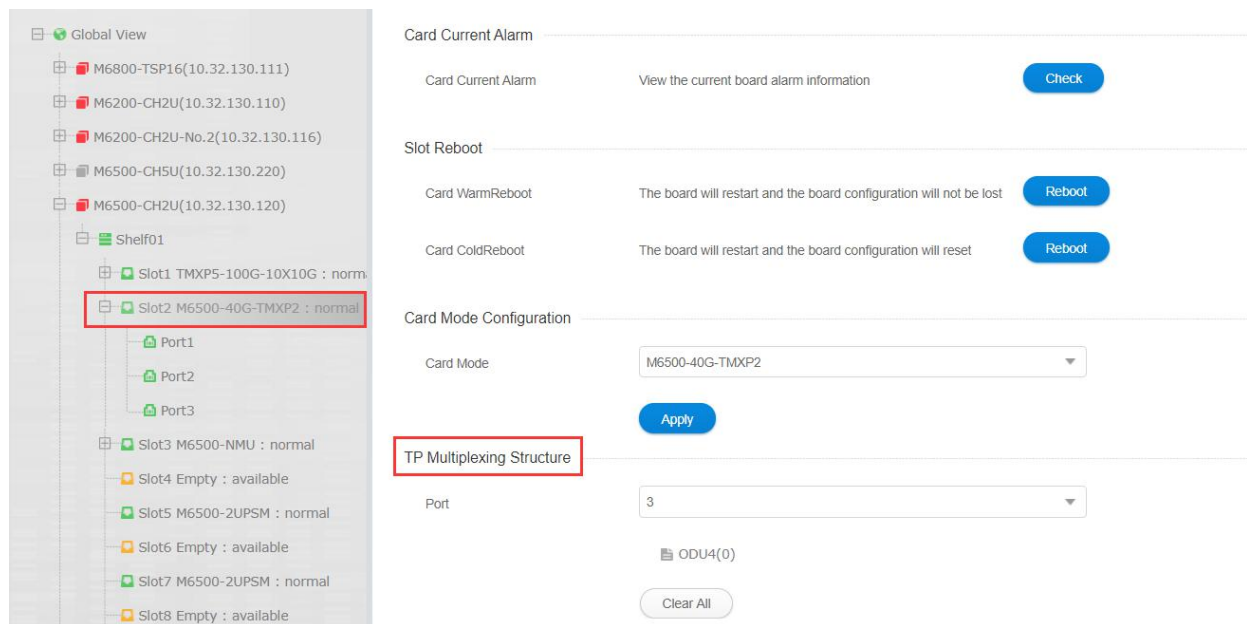 Global View
M6800-TSP16(10.32.130.111)
M6200-CH2U(10.32.130.110)
M6200-CH2U-No.2(10.32.130.116)
M6500-CH5U(10.32.130.220)
M6500-CH2U(10.32.130.120)
Shelf01
Slot1 TMXP5-100G-10X10G : norm
Slot2 M6500-40G-TMXP2 : normal
Port1
Port2
Port3
Slot3 M6500-NMU : normal
Slot4 Empty : available
Slot5 M6500-2UPSM : normal
Slot6 Empty : available
Slot7 M6500-2UPSM : normal
Slot8 Empty : available
Card Current Alarm
Card Current Alarm View the current board alarm information Check
Slot Reboot
Card WarmReboot The board will restart and the board configuration will not be lost Reboot
Card ColdReboot The board will restart and the board configuration will reset Reboot
Card Mode Configuration
Card Mode M6500-40G-TMXP2
Apply
TP Multiplexing Structure
Port 3
ODU4(0)
Clear All